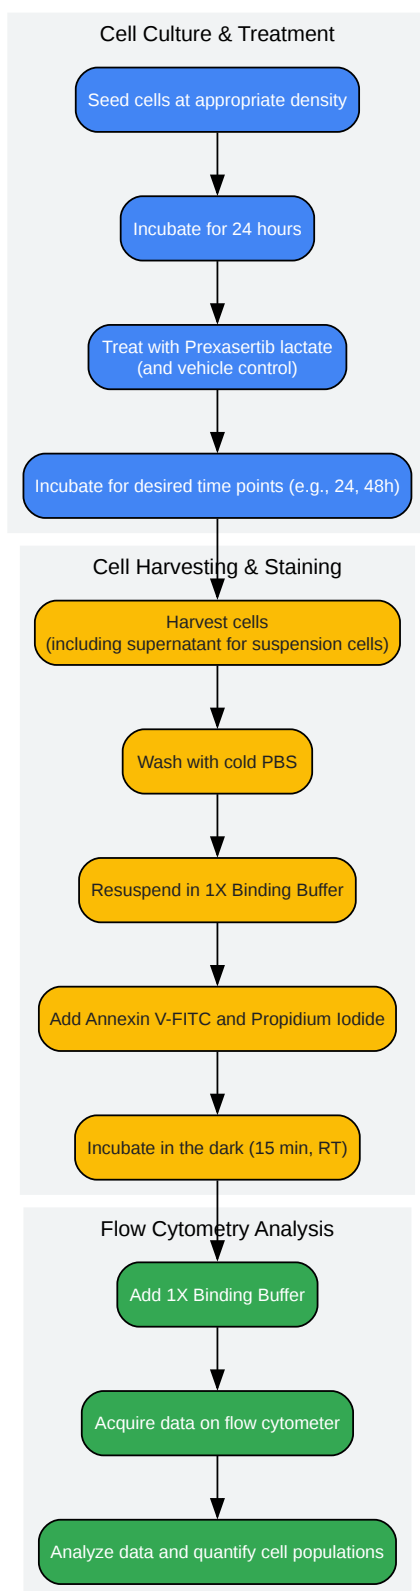 Cell Culture & Treatment
Seed cells at appropriate density
Incubate for 24 hours
Treat with Prexasertib lactate
(and vehicle control)
Incubate for desired time points (e.g., 24, 48h)
Cell Harvesting & Staining
Harvest cells
(including supernatant for suspension cells)
Wash with cold PBS
Resuspend in 1X Binding Buffer
Add Annexin V-FITC and Propidium Iodide
Incubate in the dark (15 min, RT)
Flow Cytometry Analysis
Add 1X Binding Buffer
Acquire data on flow cytometer
Analyze data and quantify cell populations